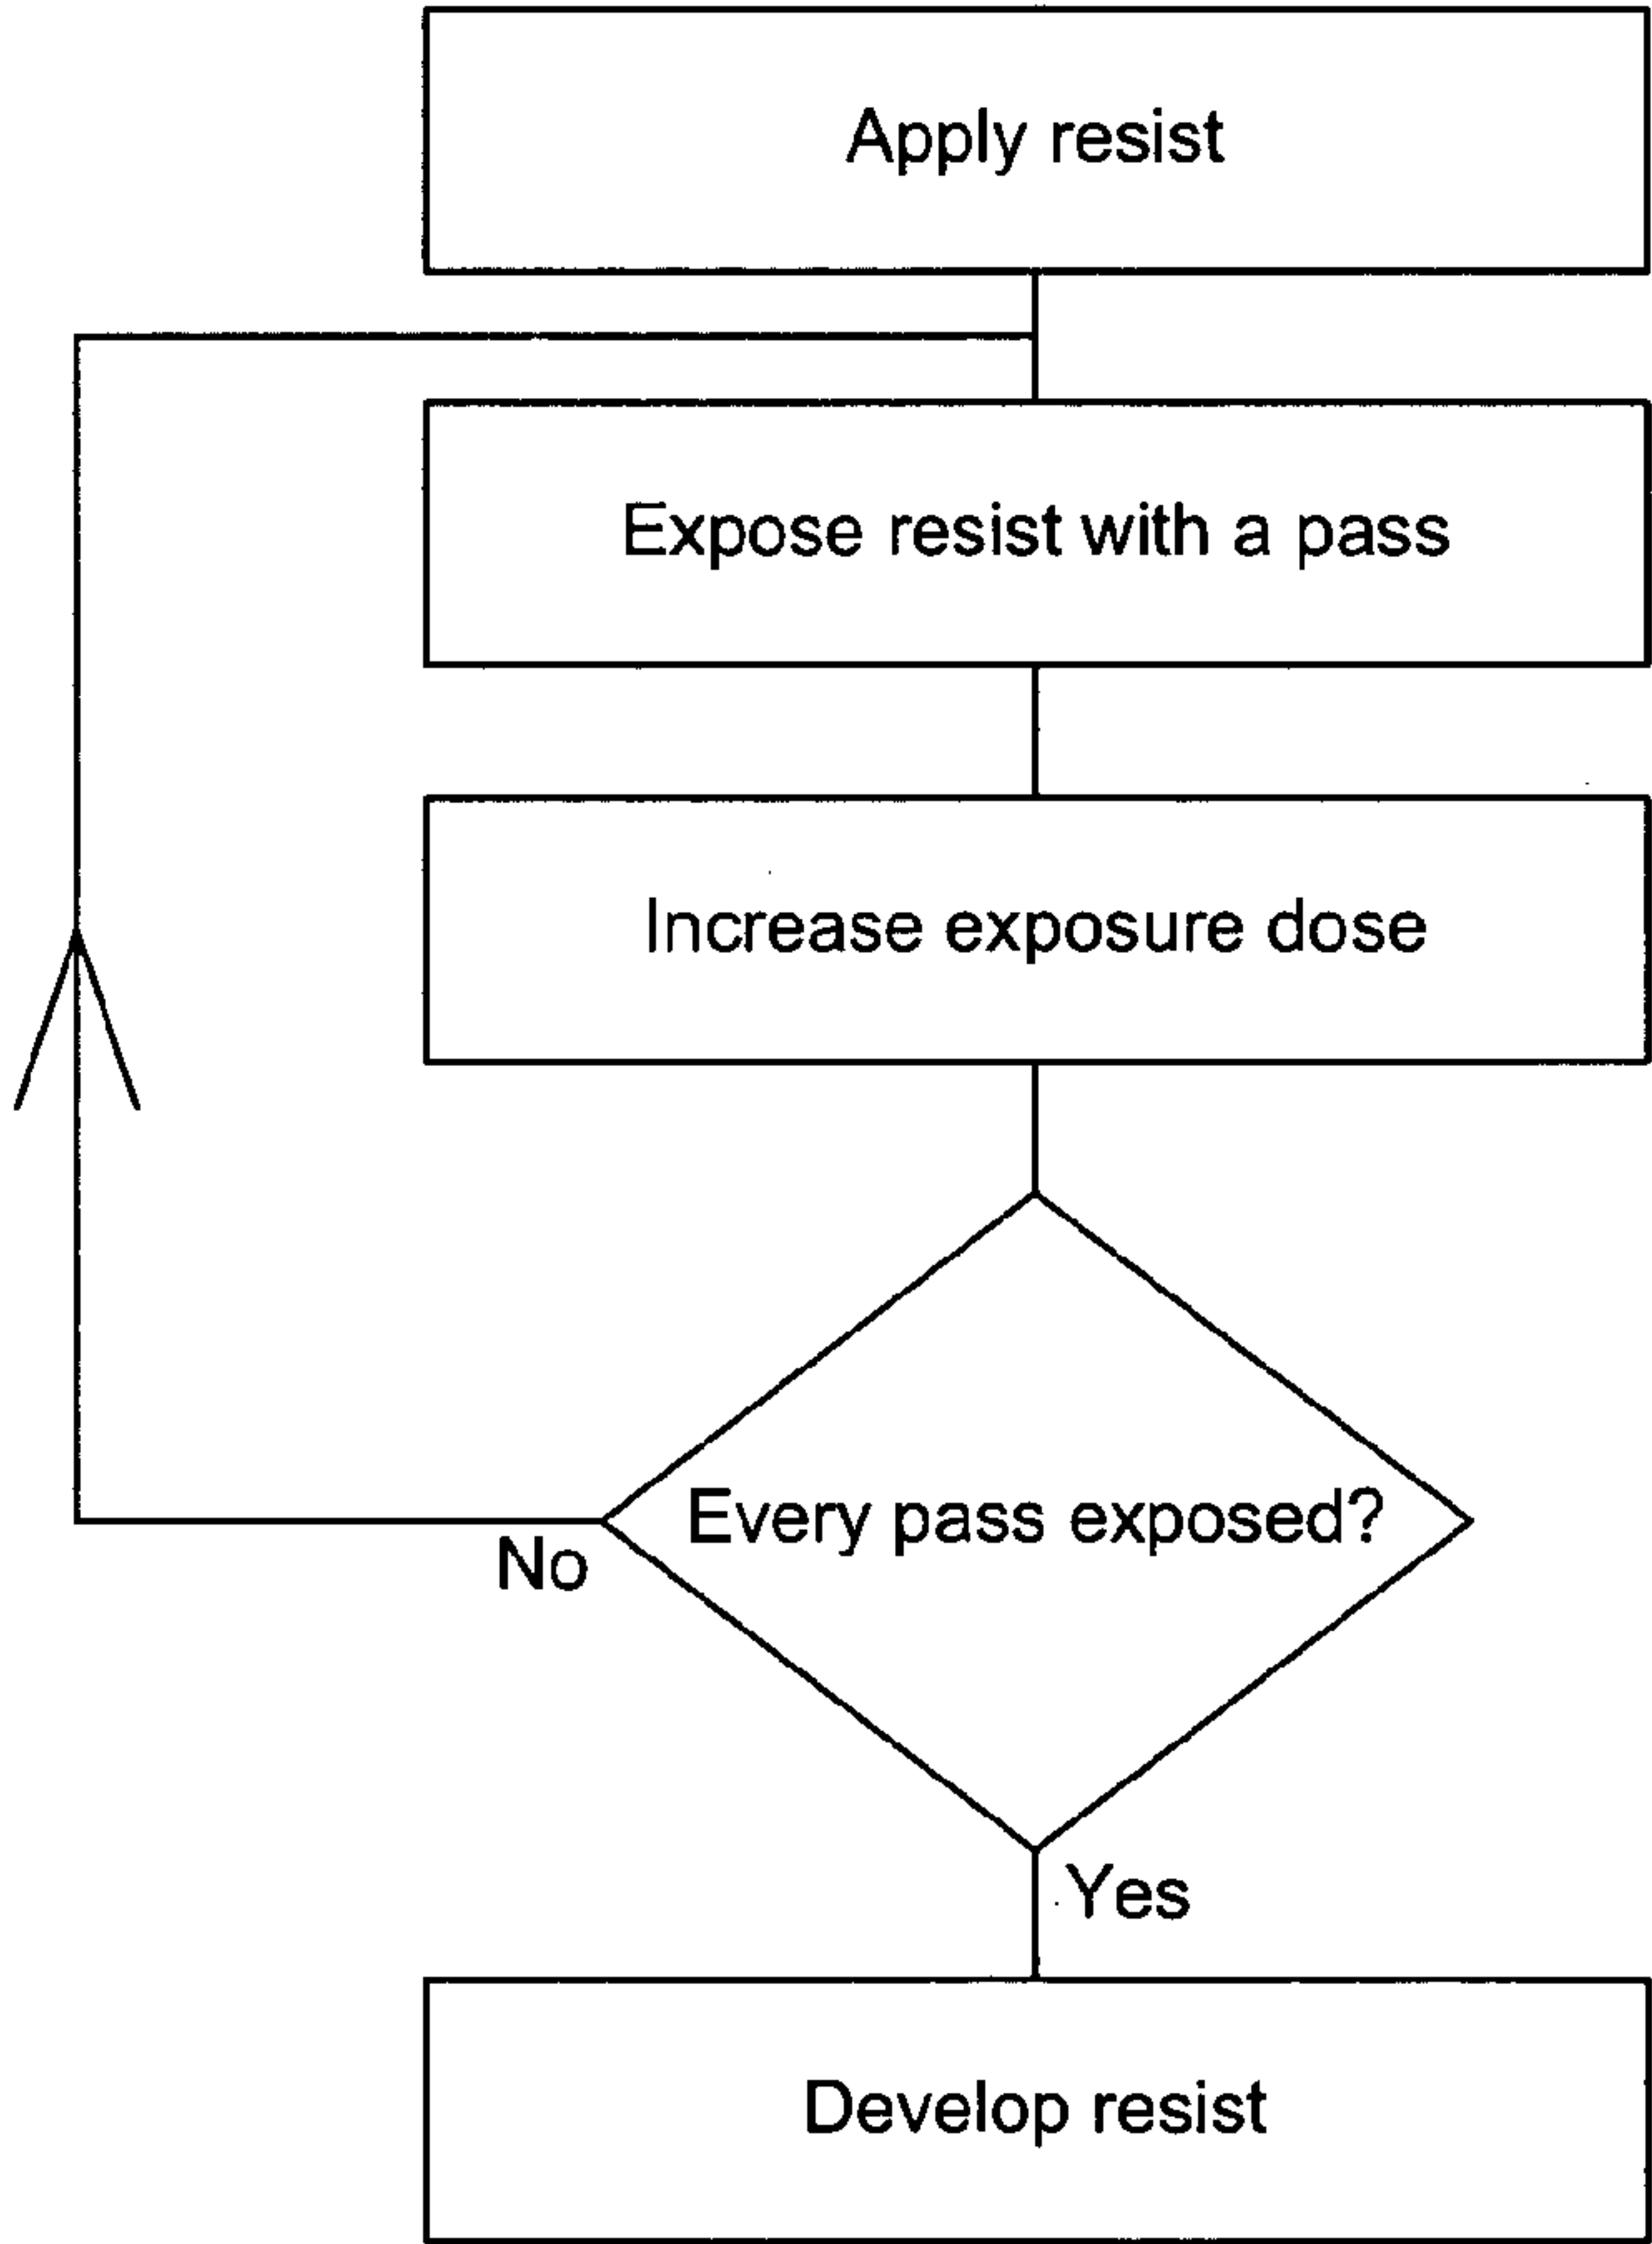 Apply resist
Expose resist with a pass
Increase exposure dose
Every pass exposed?
No
Yes
Develop resist